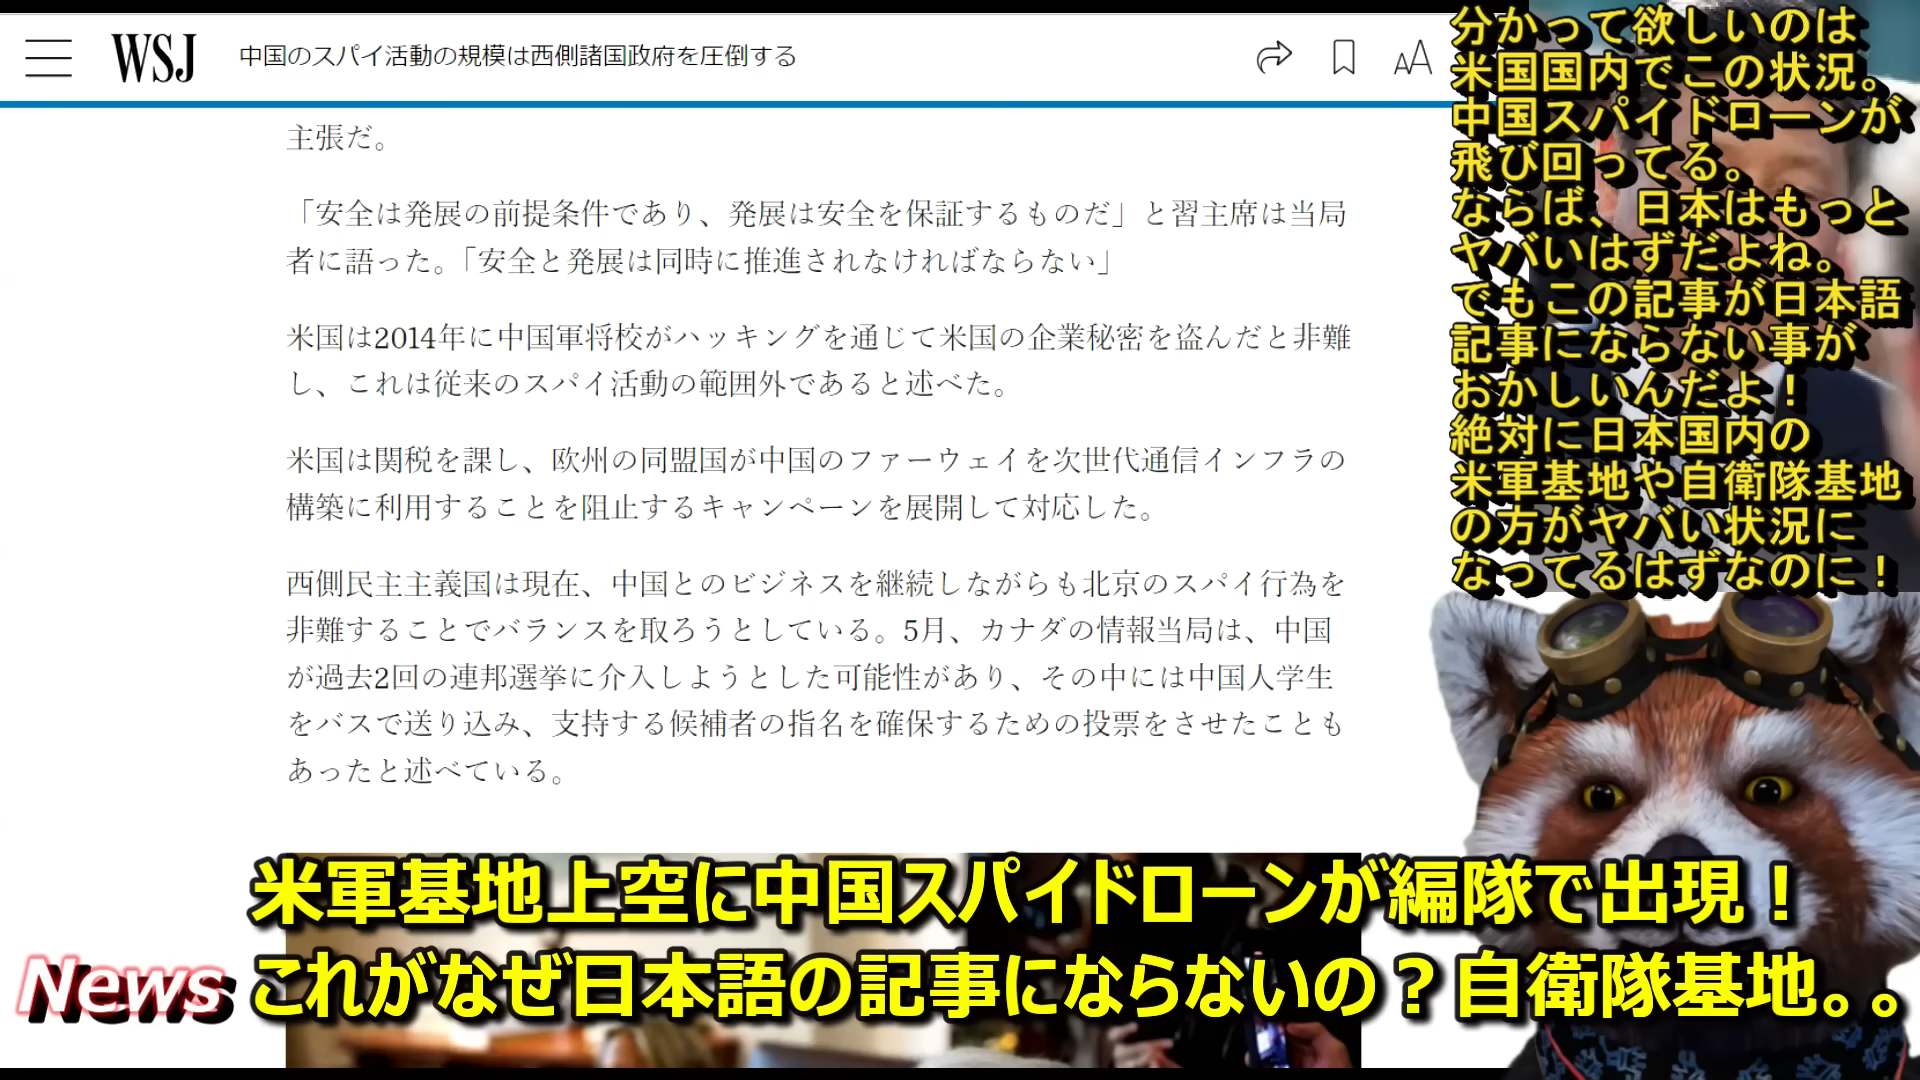 WSJ
中国のスパイ活動の規模は西側諸国政府を圧倒する
AA
主張だ。
「安全は発展の前提条件であり、発展は安全を保証するものだ」と習主席は当局
者に語った。「安全と発展は同時に推進されなければならない」
米国は2014年に中国軍将校がハッキングを通じて米国の企業秘密を盗んだと非難
し、これは従来のスパイ活動の範囲外であると述べた。
米国は関税を課し、欧州の同盟国が中国のファーウェイを次世代通信インフラの
構築に利用することを阻止するキャンペーンを展開して対応した。
西側民主主義国は現在、中国とのビジネスを継続しながらも北京のスパイ行為を
非難することでバランスを取ろうとしている。5月、カナダの情報当局は、中国
が過去2回の連邦選挙に介入しようとした可能性があり、その中には中国人学生
をバスで送り込み、支持する候補者の指名を確保するための投票をさせたことも
あったと述べている。
分かって欲しいのは
米国国内でこの状況。
中国スパイドローンが
飛び回ってる。
ならば、日本はもっと
ヤバいはずだよね。
でもこの記事が日本語
記事にならない事が
おかしいんだよ！
絶対に日本国内の
米軍基地や自衛隊基地
の方がヤバい状況に
なってるはずなのに！
米軍基地上空に中国スパイドローンが編隊で出現！
News
これがなぜ日本語の記事にならないの？自衛隊基地。。